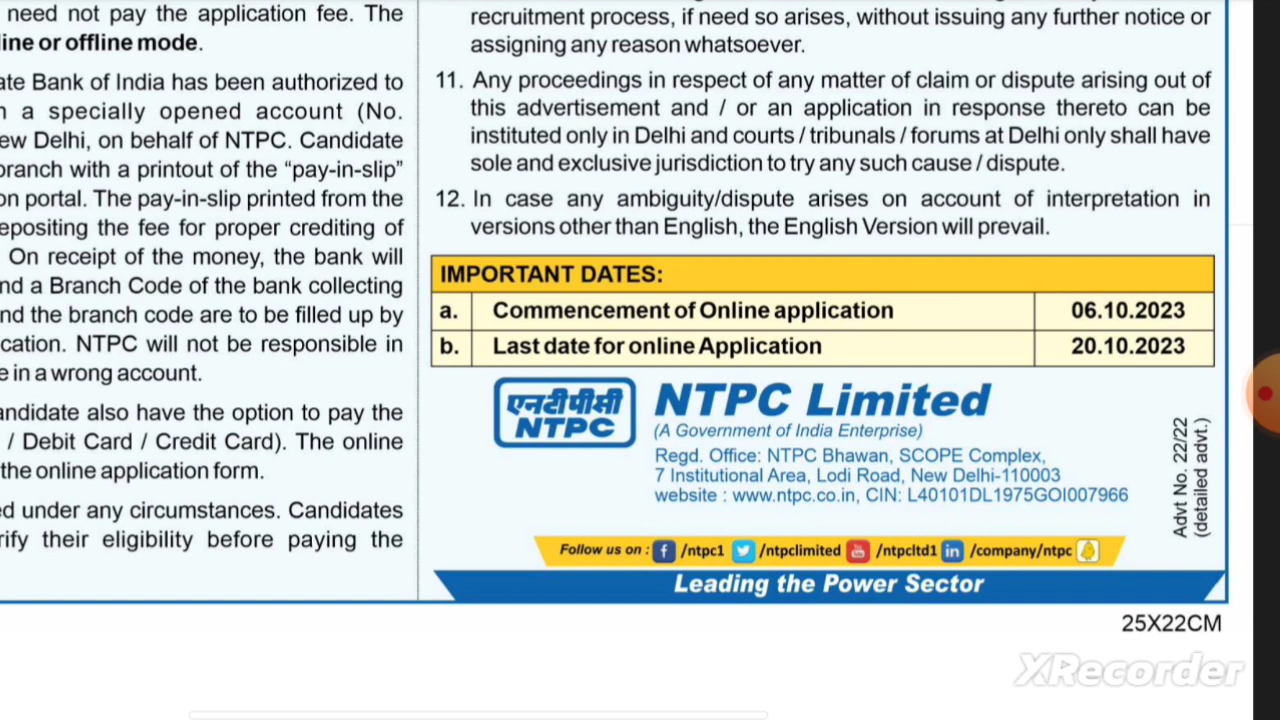 need not pay the application fee. The
line or offline mode.
ate Bank of India has been authorized to
a specially opened account (No.
ew Delhi, on behalf of NTPC. Candidate
branch with a printout of the “pay-in-slip”
on portal. The pay-in-slip printed from the
epositing the fee for proper crediting of
On receipt of the money, the bank will
nd a Branch Code of the bank collecting
nd the branch code are to be filled up by
cation. NTPC will not be responsible in
e in a wrong account.
andidate also have the option to pay the
/ Debit Card / Credit Card). The online
the online application form.
ed under any circumstances. Candidates
rify their eligibility before paying the
recruitment process, if need so arises, without issuing any further notice or
assigning any reason whatsoever.
11. Any proceedings in respect of any matter of claim or dispute arising out of
this advertisement and / or an application in response thereto can be
instituted only in Delhi and courts / tribunals / forums at Delhi only shall have
sole and exclusive jurisdiction to try any such cause / dispute.
12. In case any ambiguity/dispute arises on account of interpretation in
versions other than English, the English Version will prevail.
IMPORTANT DATES:
a. Commencement of Online application 06.10.2023
b. Last date for online Application 20.10.2023
एनटीपीसी
NTPC
NTPC Limited
(A Government of India Enterprise)
Regd. Office: NTPC Bhawan, SCOPE Complex,
7 Institutional Area, Lodi Road, New Delhi-110003
website : www.ntpc.co.in, CIN: L40101DL1975GOI007966
Advt No. 22/22
(detailed advt.)
Follow us on : /ntpc1 /ntpclimited /ntpcltd1 /company/ntpc
Leading the Power Sector
25X22CM
XRecorder